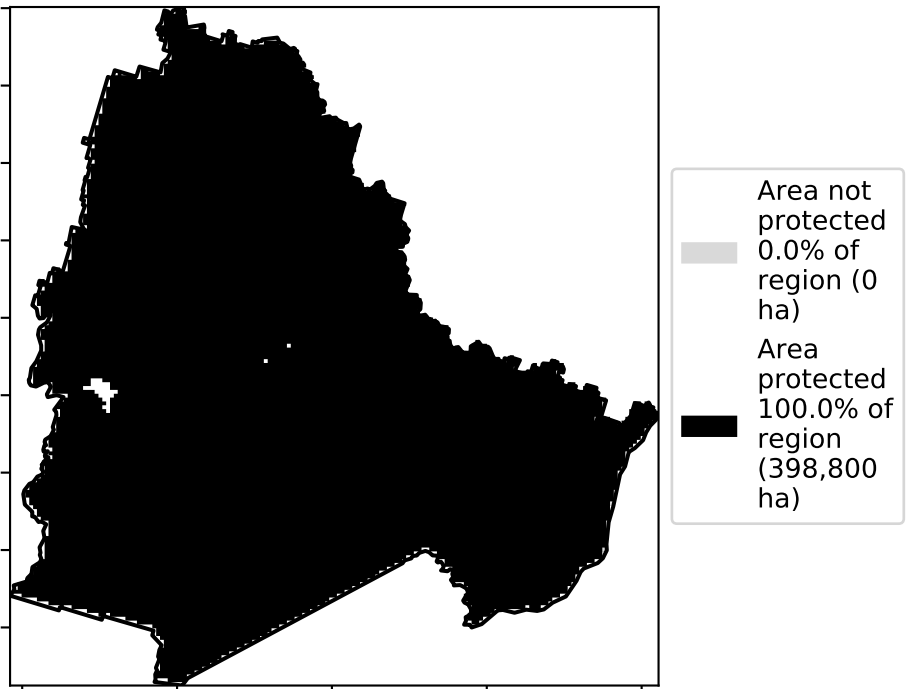 Area not
protected
0.0% of
region (0
ha)
Area
protected
100.0% of
region
(398,800
ha)